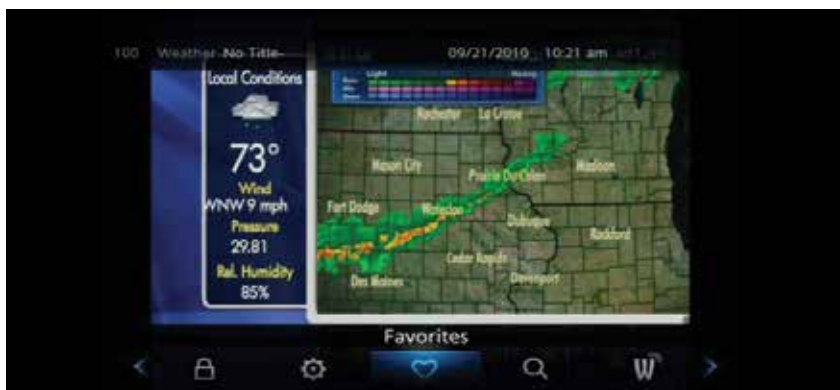 100 Weather No Title 09/21/2010 10:21 am
Local Conditions
73°
Wind
WNW 9 mph
Pressure
29.81
Rel. Humidity
85%
Light
Rochester La Crosse
Mason City
Prairie Du Chien
Madison
Fort Dodge
Waterloo
Dubuque
Rockford
Cedar Rapids
Des Moines
Davenport
Favorites
W